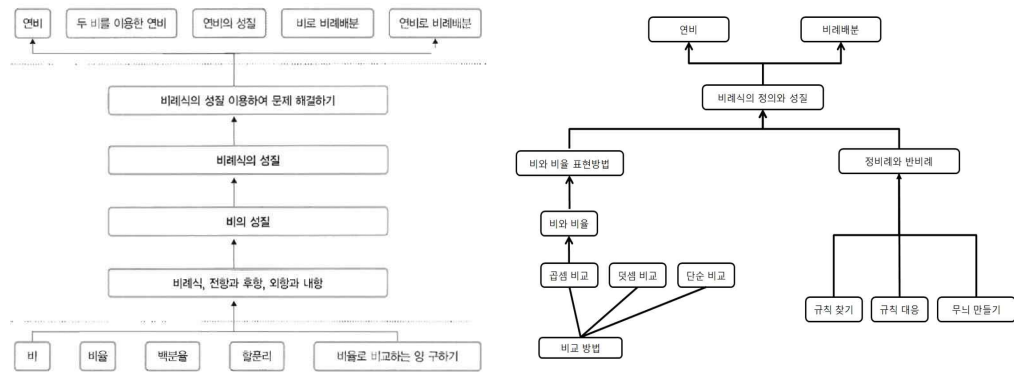 연비
두 비를 이용한 연비
연비의 성질
비로 비례배분
연비로 비례배분
비례식의 성질 이용하여 문제 해결하기
비례식의 성질
비의 성질
비례식, 전항과 후항, 외항과 내항
비
비율
백분율
할푼리
비율로 비교하는 양 구하기
연비
비례배분
비례식의 정의와 성질
비와 비율 표현방법
정비례와 반비례
비와 비율
곱셈 비교
덧셈 비교
단순 비교
규칙 찾기
규칙 대응
무늬 만들기
비교 방법